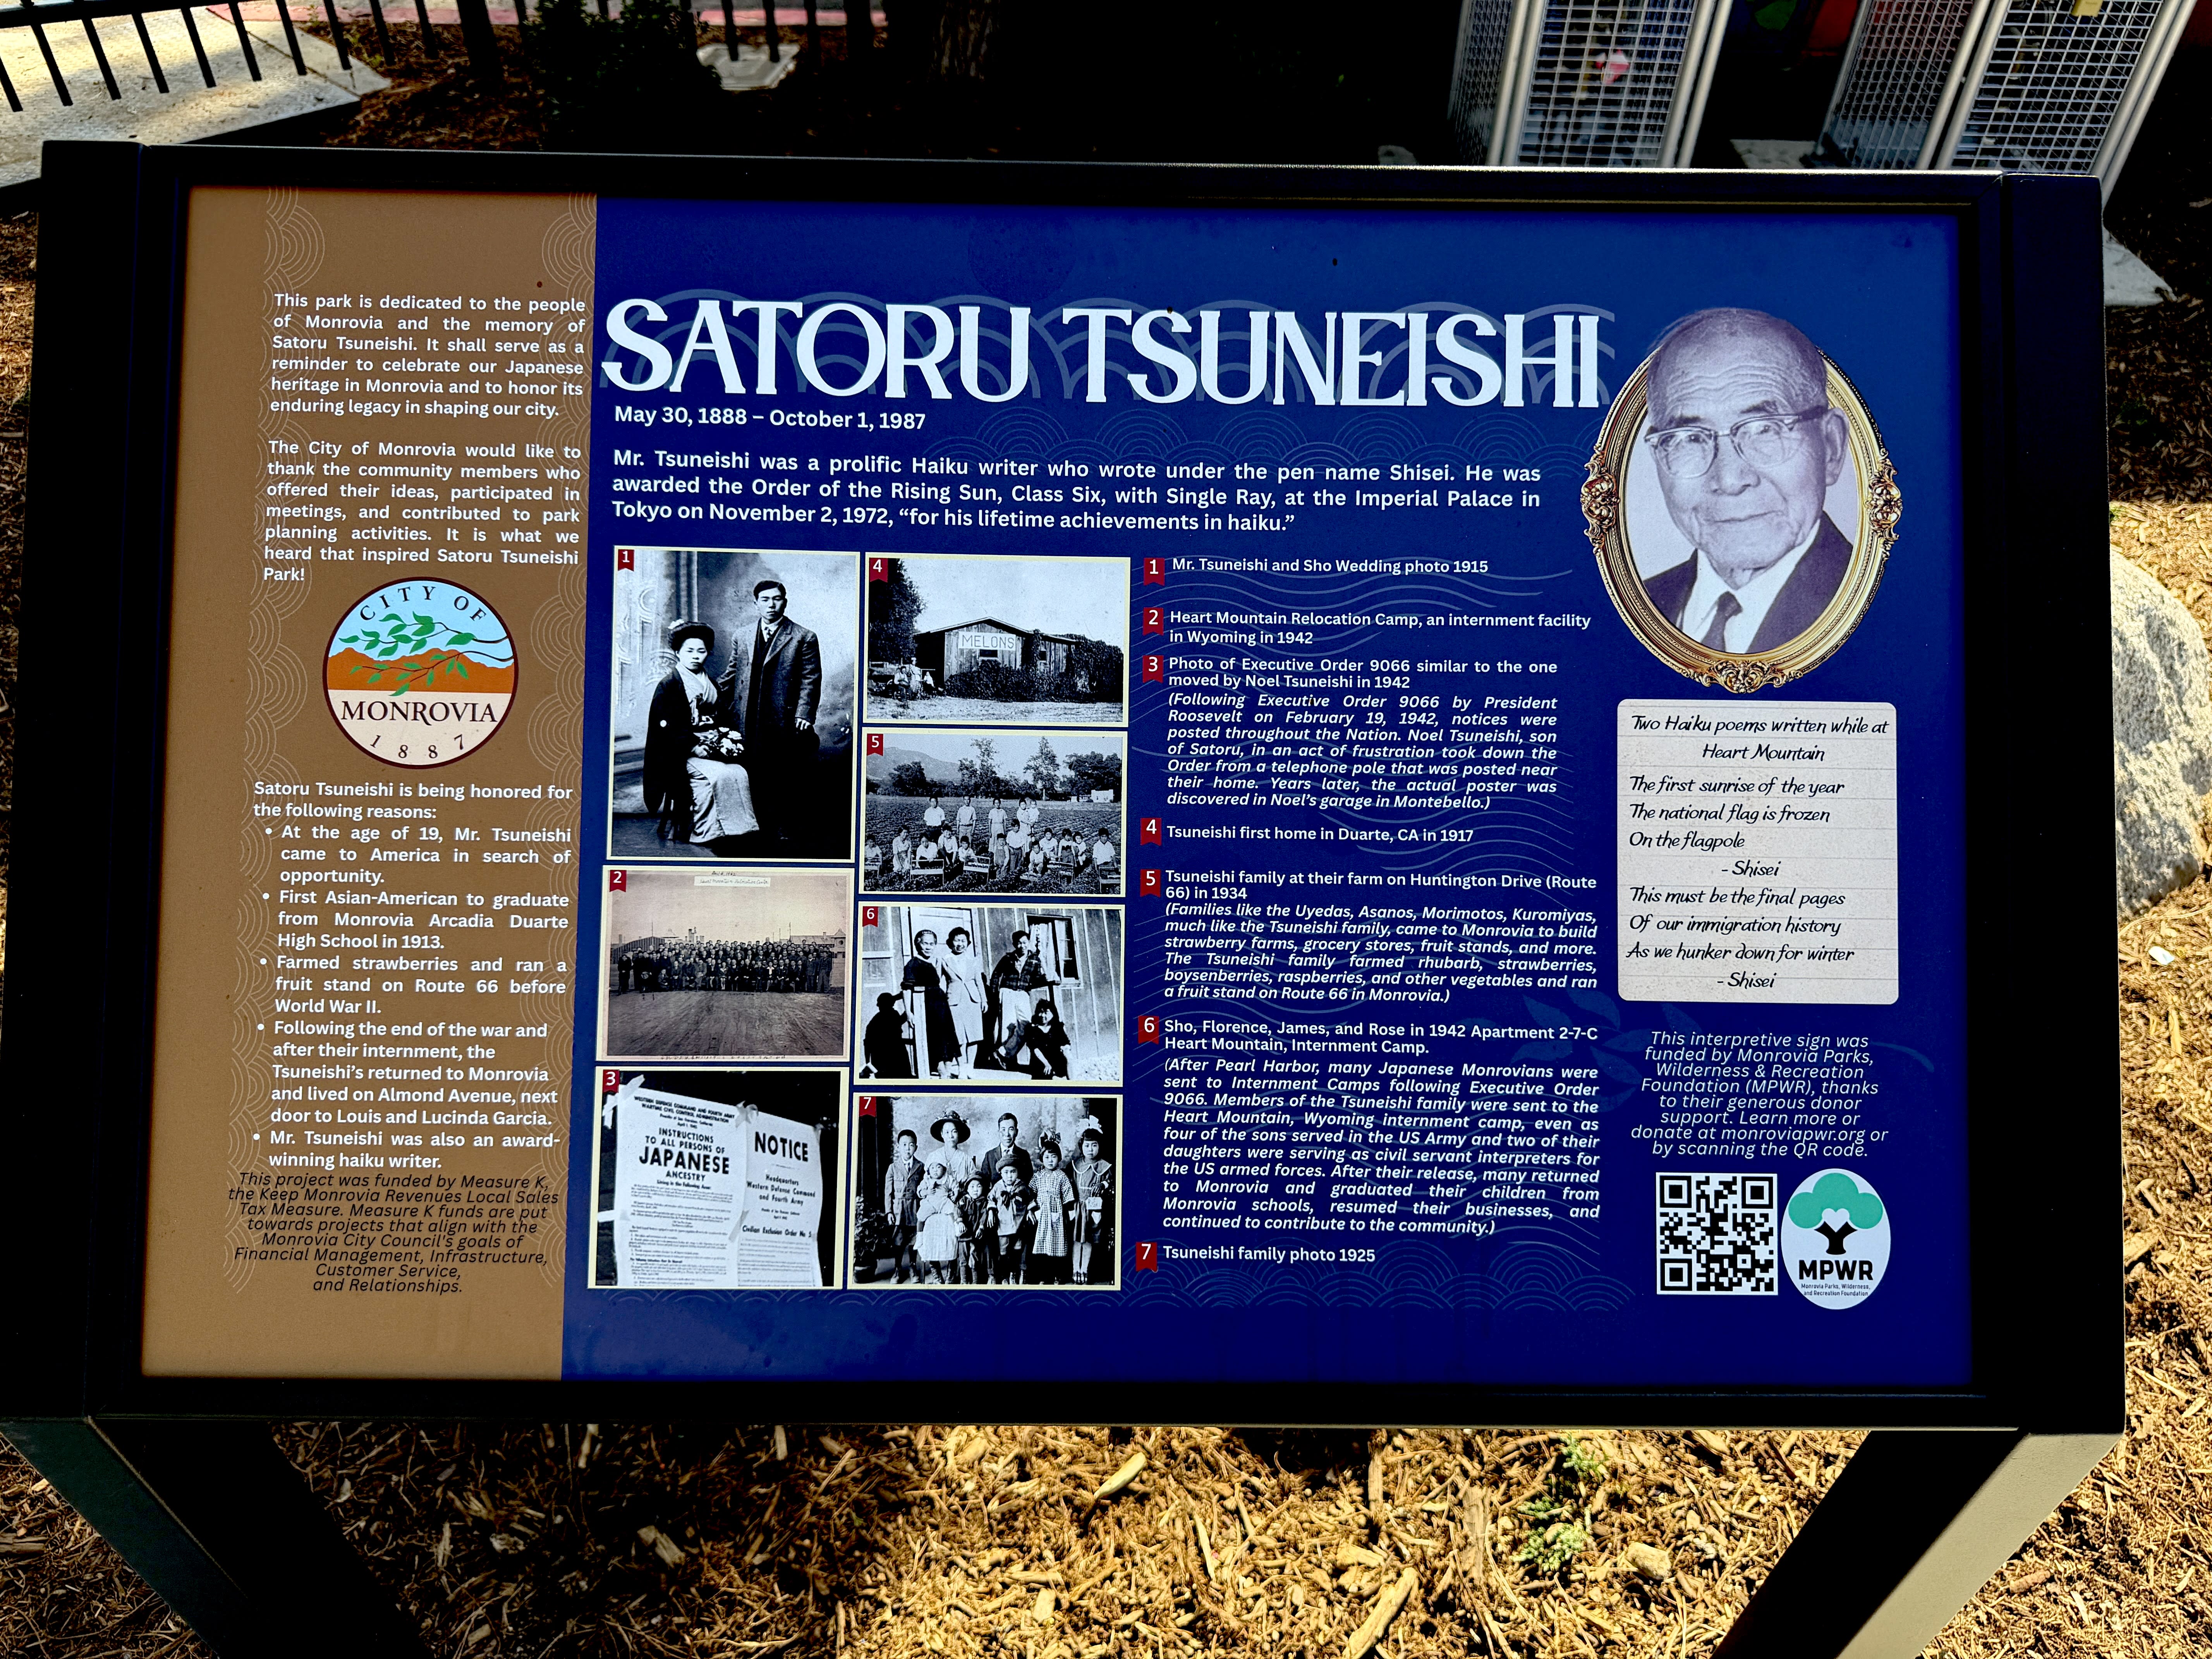 This park is dedicated to the people
of Monrovia and the memory of
Satoru Tsuneishi. It shall serve as a
reminder to celebrate our Japanese
heritage in Monrovia and to honor its
enduring legacy in shaping our city.
The City of Monrovia would like to
thank the community members who
offered their ideas, participated in
meetings, and contributed to park
planning activities. It is what we
heard that inspired Satoru Tsuneishi
Park!
CITY OF
MONROVIA
1887
Satoru Tsuneishi is being honored for
the following reasons:
• At the age of 19, Mr. Tsuneishi
came to America in search of
opportunity.
• First Asian-American to graduate
from Monrovia Arcadia Duarte
High School in 1913.
• Farmed strawberries and ran a
fruit stand on Route 66 before
World War II.
• Following the end of the war and
after their internment, the
Tsuneishi's returned to Monrovia
and lived on Almond Avenue, next
door to Louis and Lucinda Garcia.
• Mr. Tsuneishi was also an award-
winning haiku writer.
This project was funded by Measure K,
the Keep Monrovia Revenues Local Sales
Tax Measure. Measure K funds are put
towards projects that align with the
Monrovia City Council's goals of
Financial Management, Infrastructure,
Customer Service,
and Relationships.
SATORU TSUNEISHI
May 30, 1888 – October 1, 1987
Mr. Tsuneishi was a prolific Haiku writer who wrote under the pen name Shisei. He was
awarded the Order of the Rising Sun, Class Six, with Single Ray, at the Imperial Palace in
Tokyo on November 2, 1972, “for his lifetime achievements in haiku.”
1
2
3
WESTERN DEFENSE COMMAND AND FOURTH ARMY
WARTIME CIVIL CONTROL ADMINISTRATION
INSTRUCTIONS
TO ALL PERSONS OF
JAPANESE
ANCESTRY
NOTICE
Headquarters
Western Defense Command
and Fourth Army
Civilian Exclusion Order No. 5
4
MELONS
5
6
7
1 Mr. Tsuneishi and Sho Wedding photo 1915
2 Heart Mountain Relocation Camp, an internment facility
in Wyoming in 1942
3 Photo of Executive Order 9066 similar to the one
moved by Noel Tsuneishi in 1942
(Following Executive Order 9066 by President
Roosevelt on February 19, 1942, notices were
posted throughout the Nation. Noel Tsuneishi, son
of Satoru, in an act of frustration took down the
Order from a telephone pole that was posted near
their home. Years later, the actual poster was
discovered in Noel's garage in Montebello.)
4 Tsuneishi first home in Duarte, CA in 1917
5 Tsuneishi family at their farm on Huntington Drive (Route
66) in 1934
(Families like the Uyedas, Asanos, Morimotos, Kuromiyas,
much like the Tsuneishi family, came to Monrovia to build
strawberry farms, grocery stores, fruit stands, and more.
The Tsuneishi family farmed rhubarb, strawberries,
boysenberries, raspberries, and other vegetables and ran
a fruit stand on Route 66 in Monrovia.)
6 Sho, Florence, James, and Rose in 1942 Apartment 2-7-C
Heart Mountain, Internment Camp.
(After Pearl Harbor, many Japanese Monrovians were
sent to Internment Camps following Executive Order
9066. Members of the Tsuneishi family were sent to the
Heart Mountain, Wyoming internment camp, even as
four of the sons served in the US Army and two of their
daughters were serving as civil servant interpreters for
the US armed forces. After their release, many returned
to Monrovia and graduated their children from
Monrovia schools, resumed their businesses, and
continued to contribute to the community.)
7 Tsuneishi family photo 1925
Two Haiku poems written while at
Heart Mountain
The first sunrise of the year
The national flag is frozen
On the flagpole
- Shisei
This must be the final pages
Of our immigration history
As we hunker down for winter
- Shisei
This interpretive sign was
funded by Monrovia Parks,
Wilderness & Recreation
Foundation (MPWR), thanks
to their generous donor
support. Learn more or
donate at monroviapwr.org or
by scanning the QR code.
MPWR
Monrovia Parks, Wilderness,
and Recreation Foundation